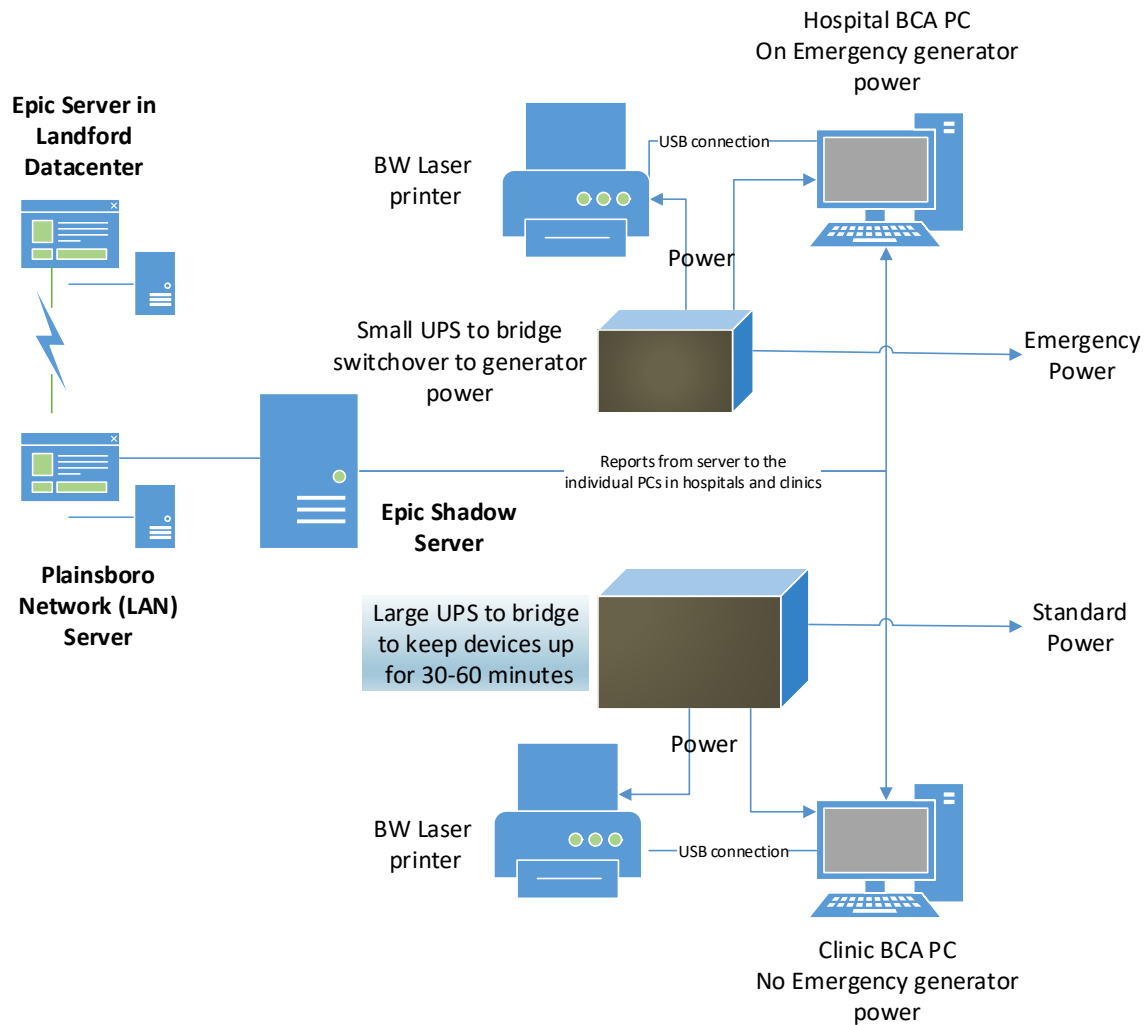 Hospital BCA PC
On Emergency generator
power
Epic Server in
Landford
Datacenter
USB connection
BW Laser
printer
Power
Small UPS to bridge
switchover to generator
power
Emergency
Power
Reports from server to the
individual PCs in hospitals and clinics
Epic Shadow
Server
Plainsboro
Network (LAN)
Server
Large UPS to bridge
to keep devices up
for 30-60 minutes
Standard
Power
Power
BW Laser
printer
USB connection
Clinic BCA PC
No Emergency generator
power